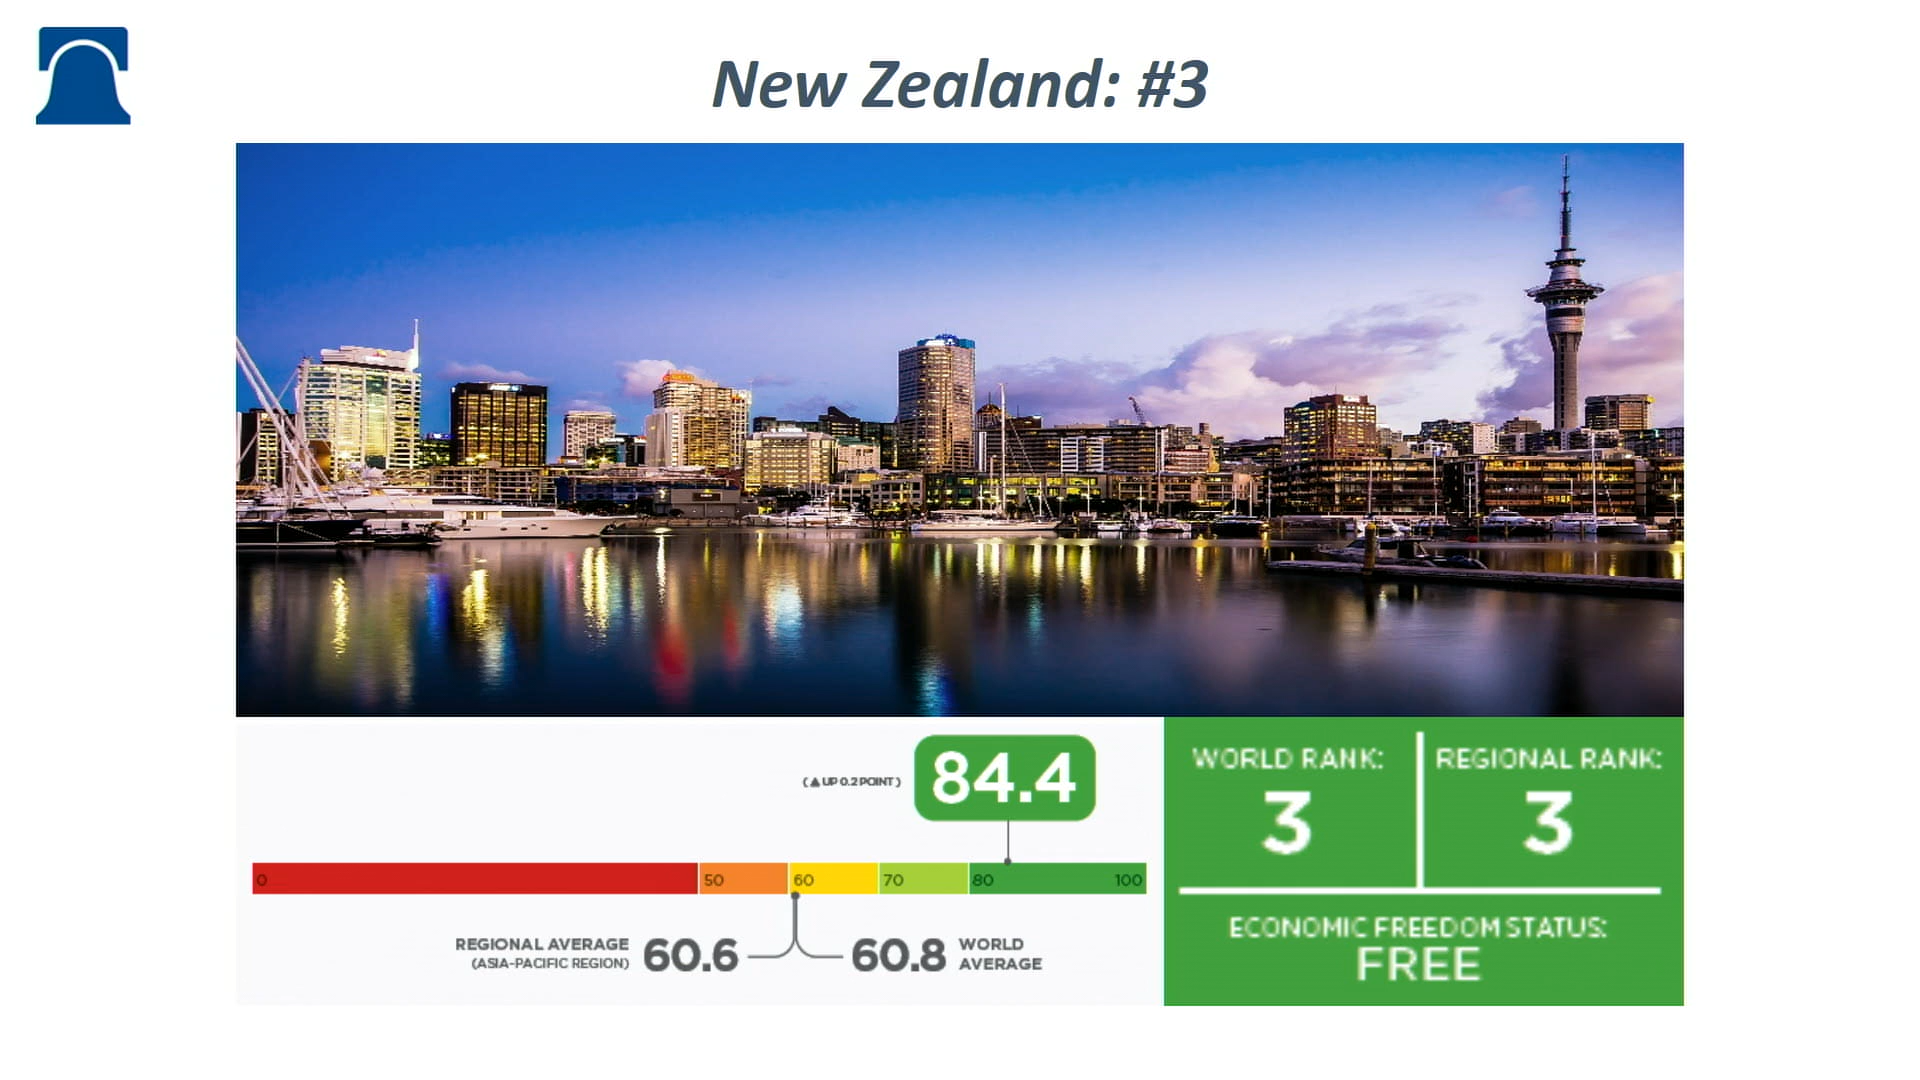 New Zealand: #3
(▲ UP 0.2 POINT)
84.4
0 50 60 70 80 100
REGIONAL AVERAGE
(ASIA-PACIFIC REGION)
60.6
60.8
WORLD
AVERAGE
WORLD RANK:
3
REGIONAL RANK:
3
ECONOMIC FREEDOM STATUS:
FREE